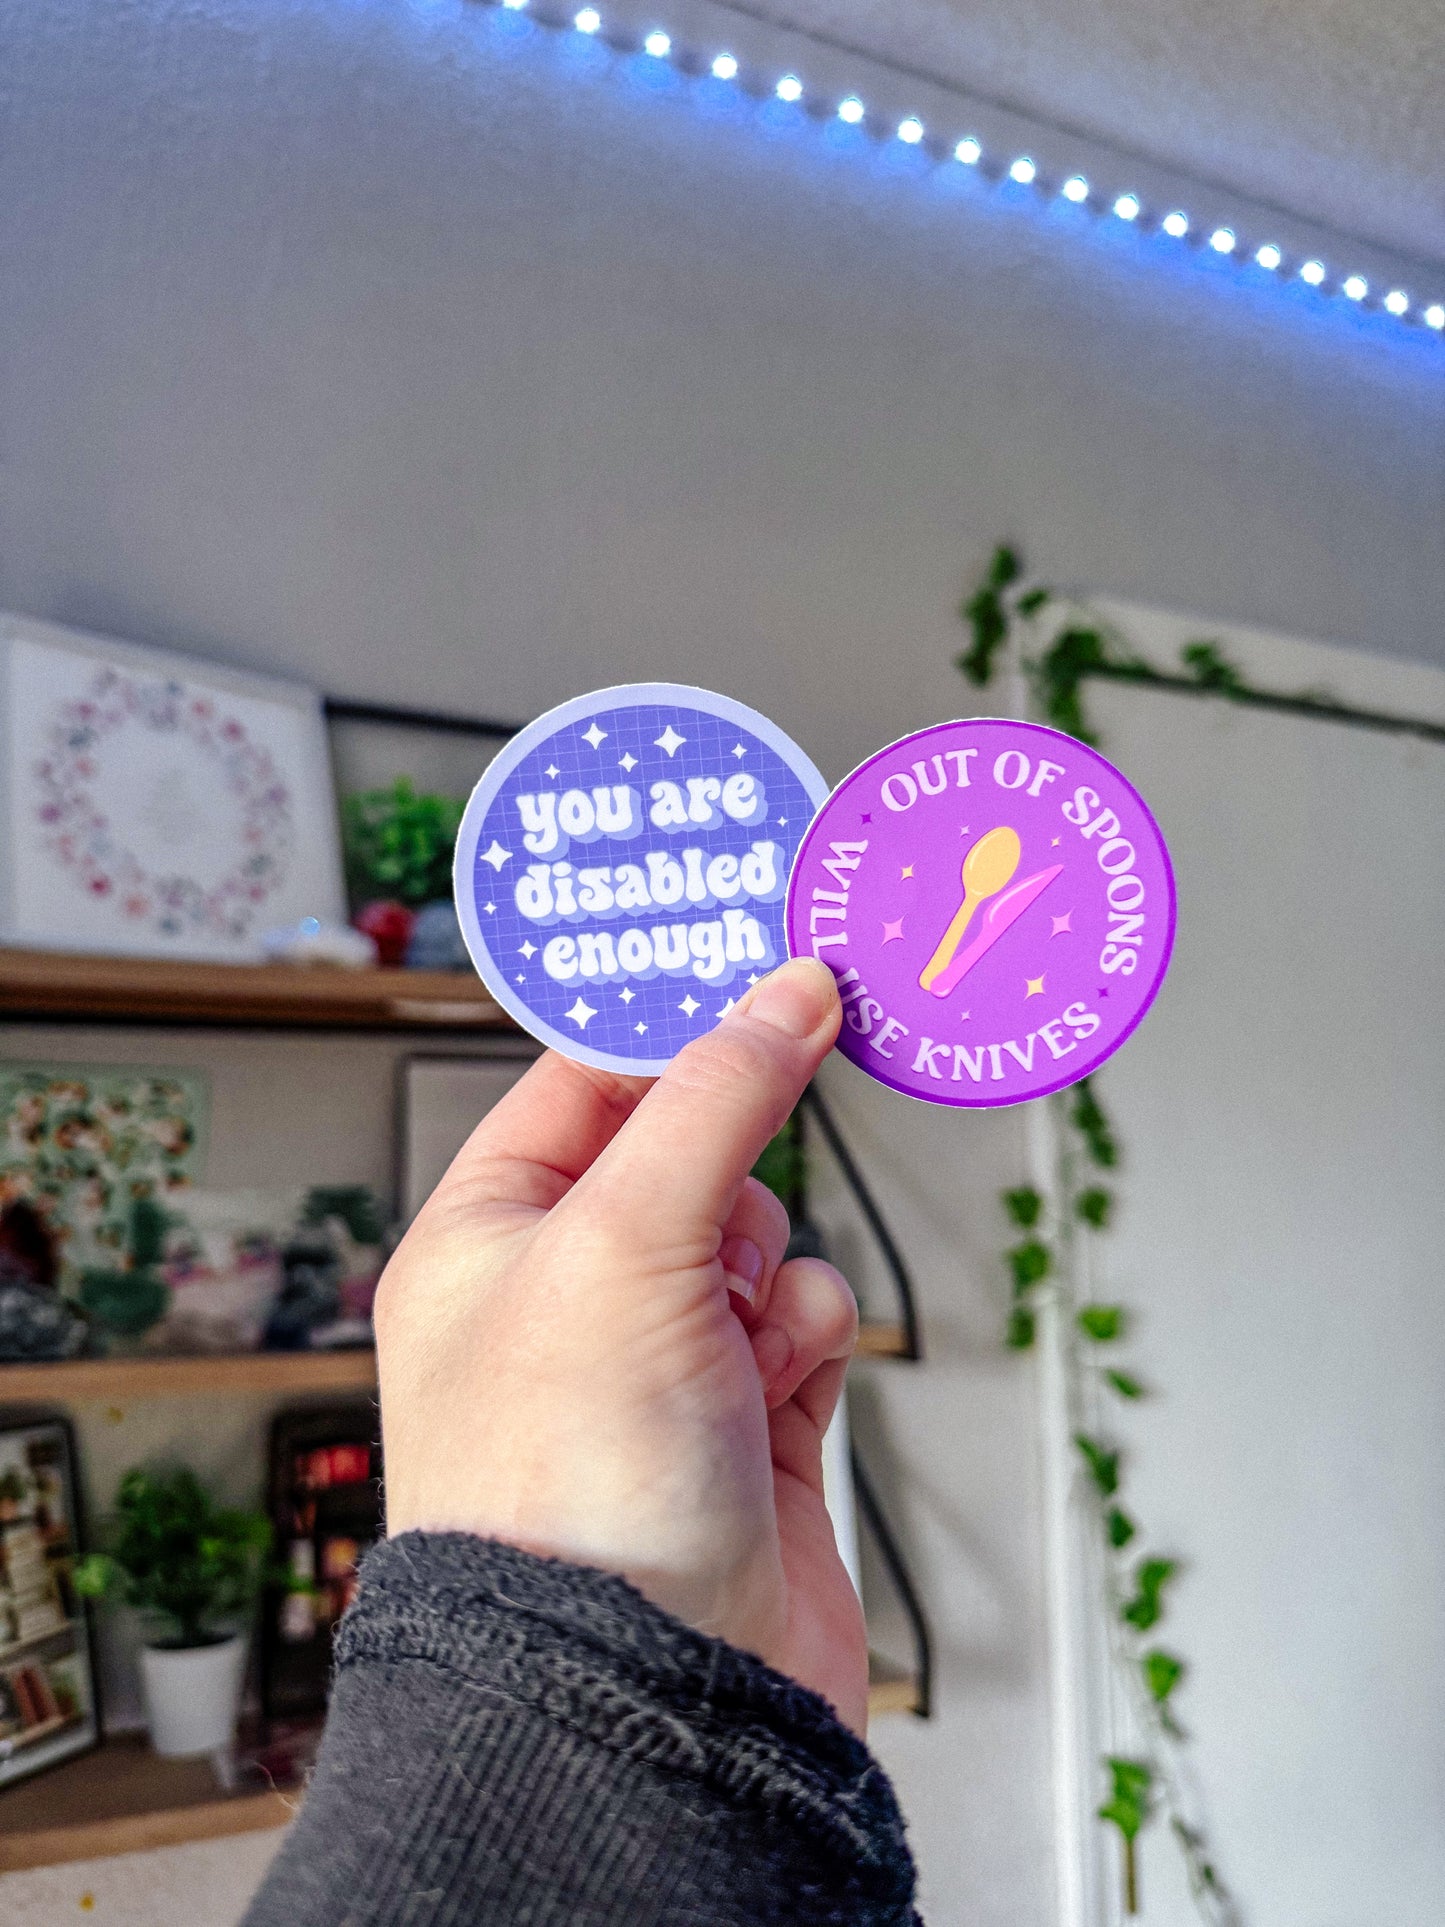 you are
disabled
enough
OUT OF SPOONS
WILL USE KNIVES